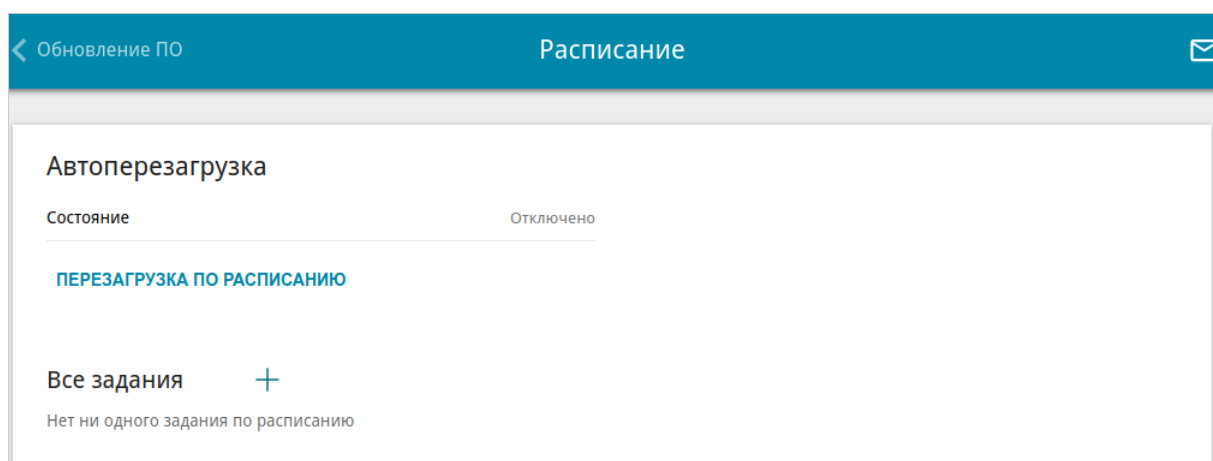 Обновление ПО
Расписание
Автоперезагрузка
Состояние Отключено
ПЕРЕЗАГРУЗКА ПО РАСПИСАНИЮ
Все задания
Нет ни одного задания по расписанию